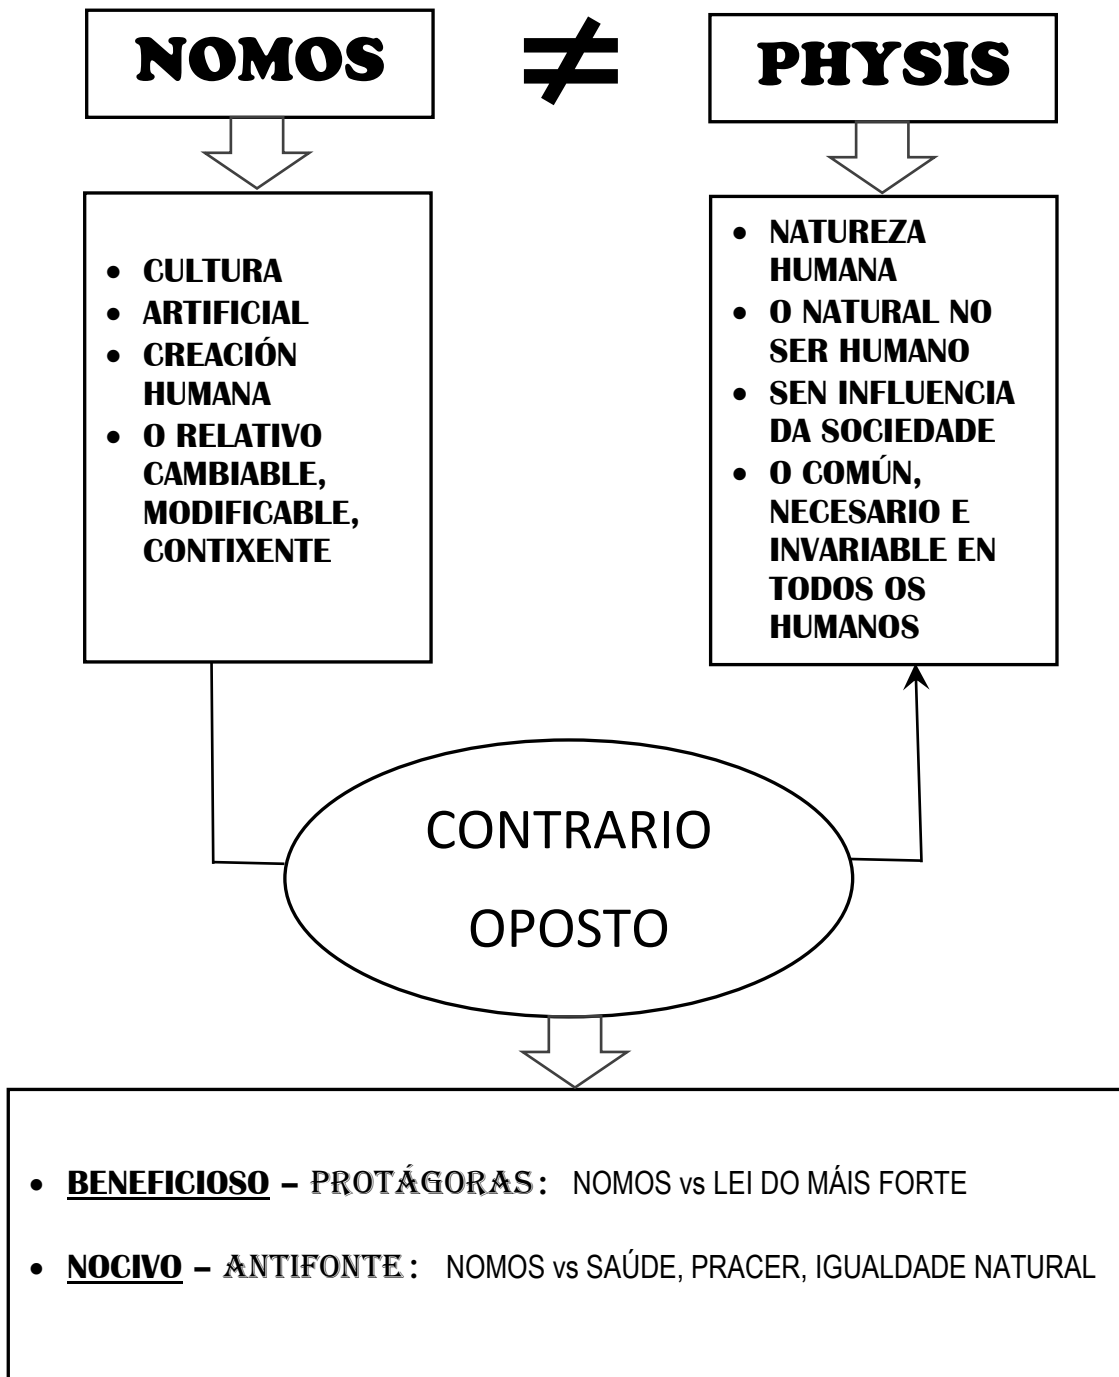 NOMOS ≠ PHYSIS
• CULTURA
• ARTIFICIAL
• CREACIÓN
HUMANA
• O RELATIVO
CAMBIABLE,
MODIFICABLE,
CONTIXENTE
• NATUREZA
HUMANA
• O NATURAL NO
SER HUMANO
• SEN INFLUENCIA
DA SOCIEDADE
• O COMÚN,
NECESARIO E
INVARIABLE EN
TODOS OS
HUMANOS
CONTRARIO
OPOSTO
• BENEFICIOSO – PROTÁGORAS: NOMOS vs LEI DO MÁIS FORTE
• NOCIVO – ANTIFONTE: NOMOS vs SAÚDE, PRACER, IGUALDADE NATURAL